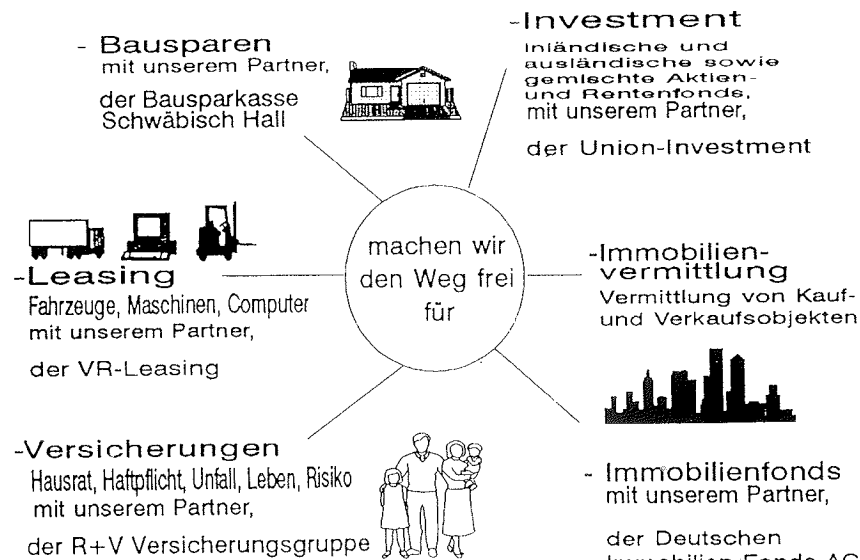 - Bausparen
mit unserem Partner,
der Bausparkasse
Schwäbisch Hall
-Investment
Inländische und
ausländische sowie
gemischte Aktien-
und Rentenfonds,
mit unserem Partner,
der Union-Investment
-Leasing
Fahrzeuge, Maschinen, Computer
mit unserem Partner,
der VR-Leasing
machen wir
den Weg frei
für
-Immobilien-
vermittlung
Vermittlung von Kauf-
und Verkaufsobjekten
-Versicherungen
Hausrat, Haftpflicht, Unfall, Leben, Risiko
mit unserem Partner,
der R+V Versicherungsgruppe
- Immobilienfonds
mit unserem Partner,
der Deutschen
Immobilien Fonds AG